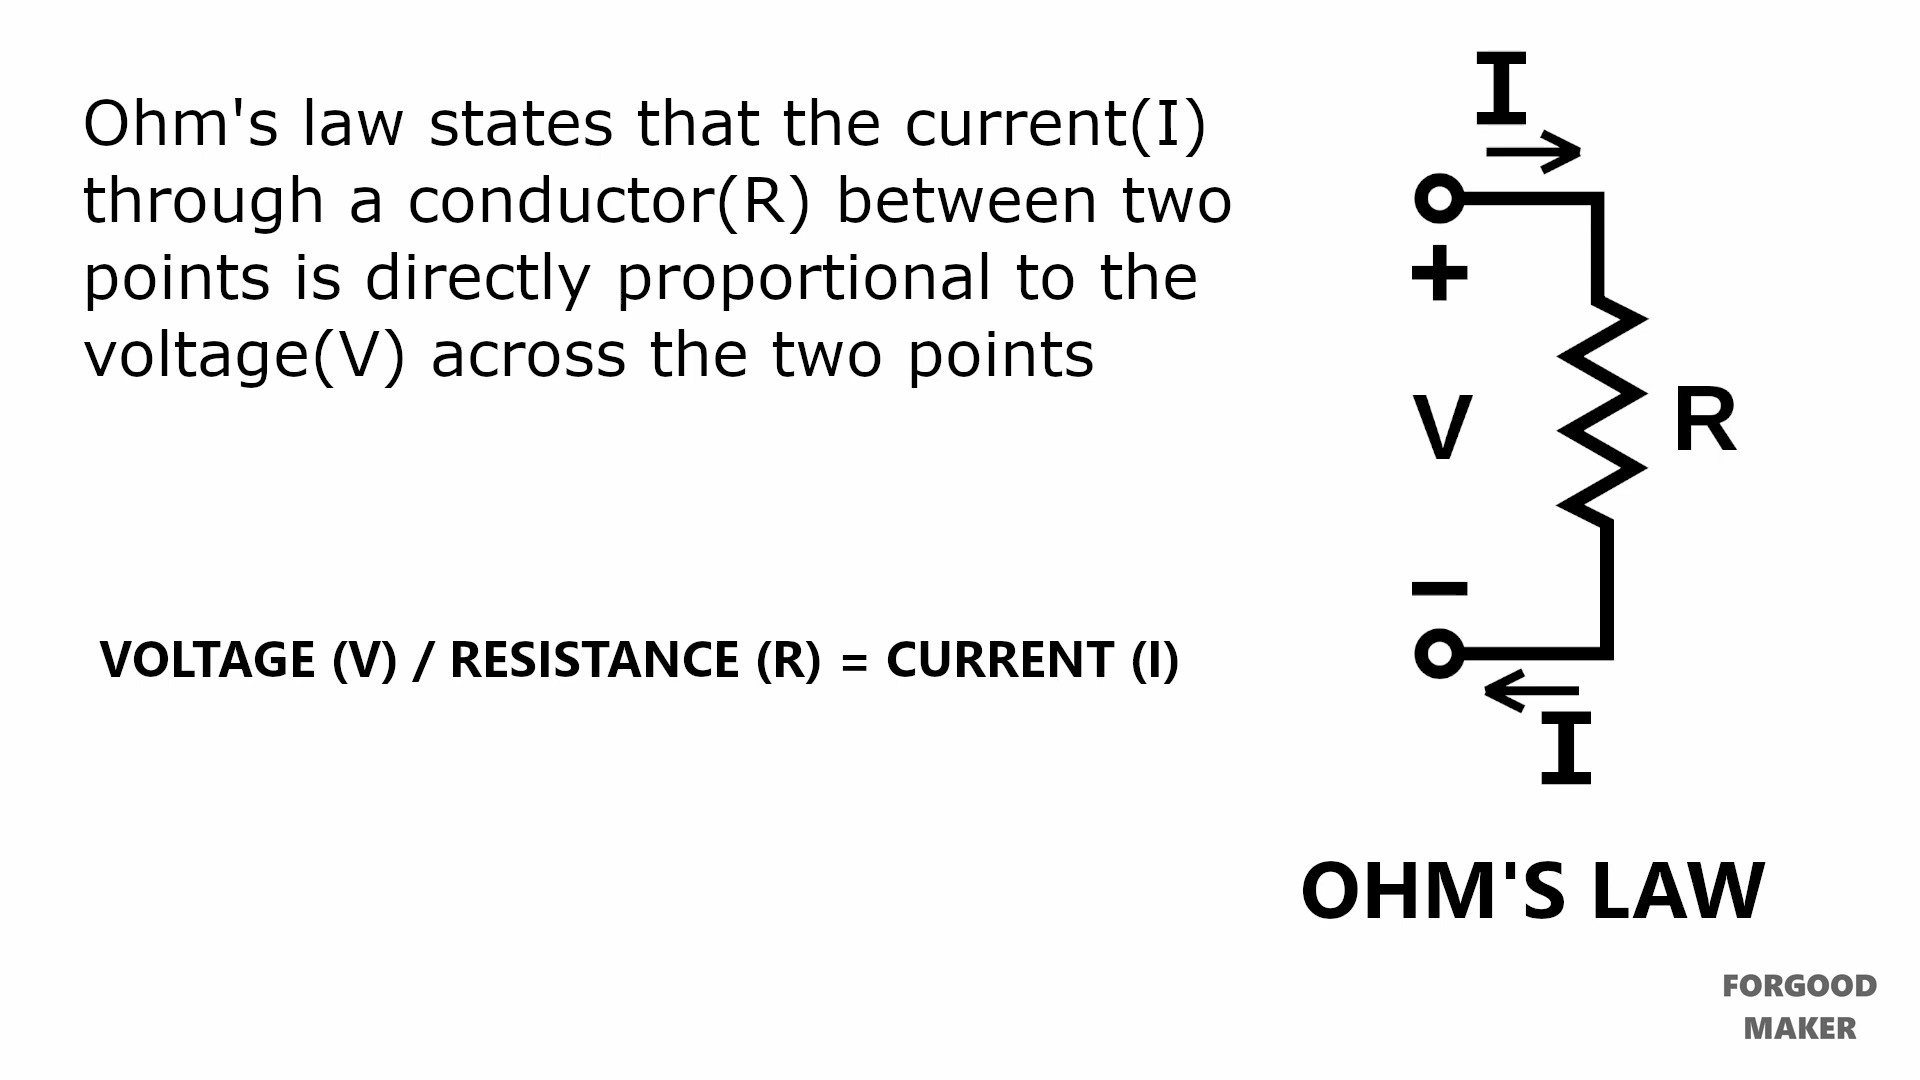 Ohm's law states that the current(I)
through a conductor(R) between two
points is directly proportional to the
voltage(V) across the two points
VOLTAGE (V) / RESISTANCE (R) = CURRENT (I)
I
+
V
R
−
I
OHM'S LAW
FORGOOD
MAKER